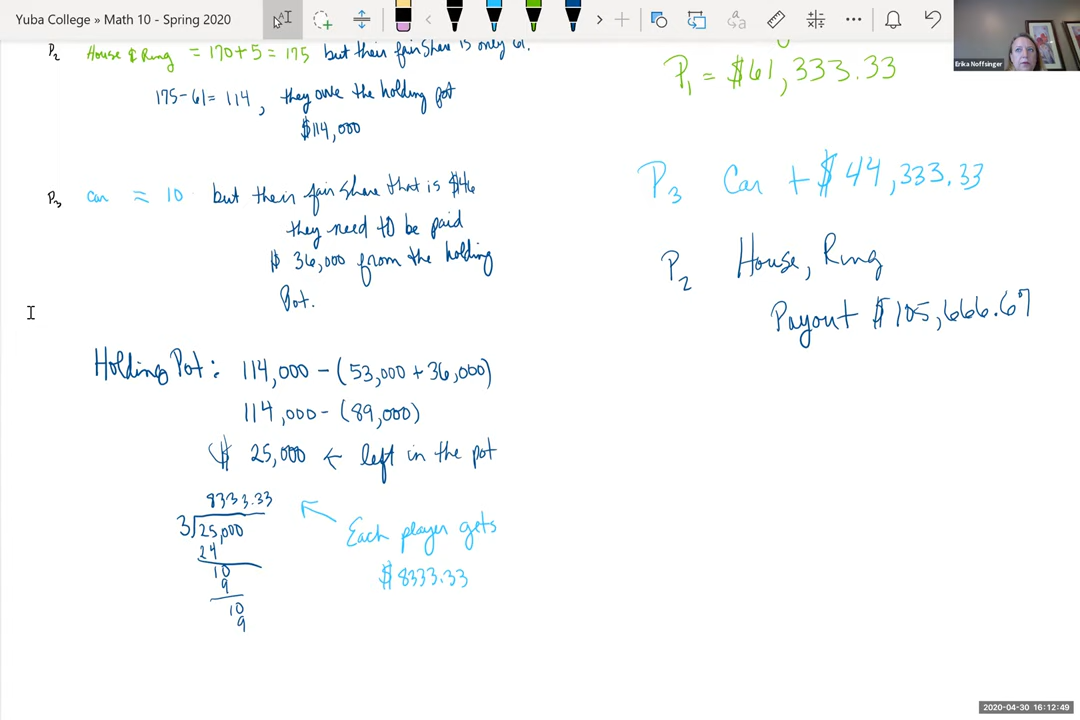 Yuba College > Math 10 - Spring 2020
P2 House & Ring = 170 + 5 = 175 but their fair share is only 61.
175 - 61 = 114, they owe the holding pot
$114,000
P3 car = 10 but their fair share that is $46
they need to be paid
$ 36,000 from the holding
Pot.
Holding Pot: 114,000 - (53,000 + 36,000)
114,000 - (89,000)
$ 25,000 ← left in the pot
8333.33
3 25,000
24
10
9
10
9
Each player gets
$8333.33
P1 = $61,333.33
P3 Car + $44,333.33
P2 House, Ring
Payout $105,666.67
Erika Noffsinger
2020-04-30 16:12:49